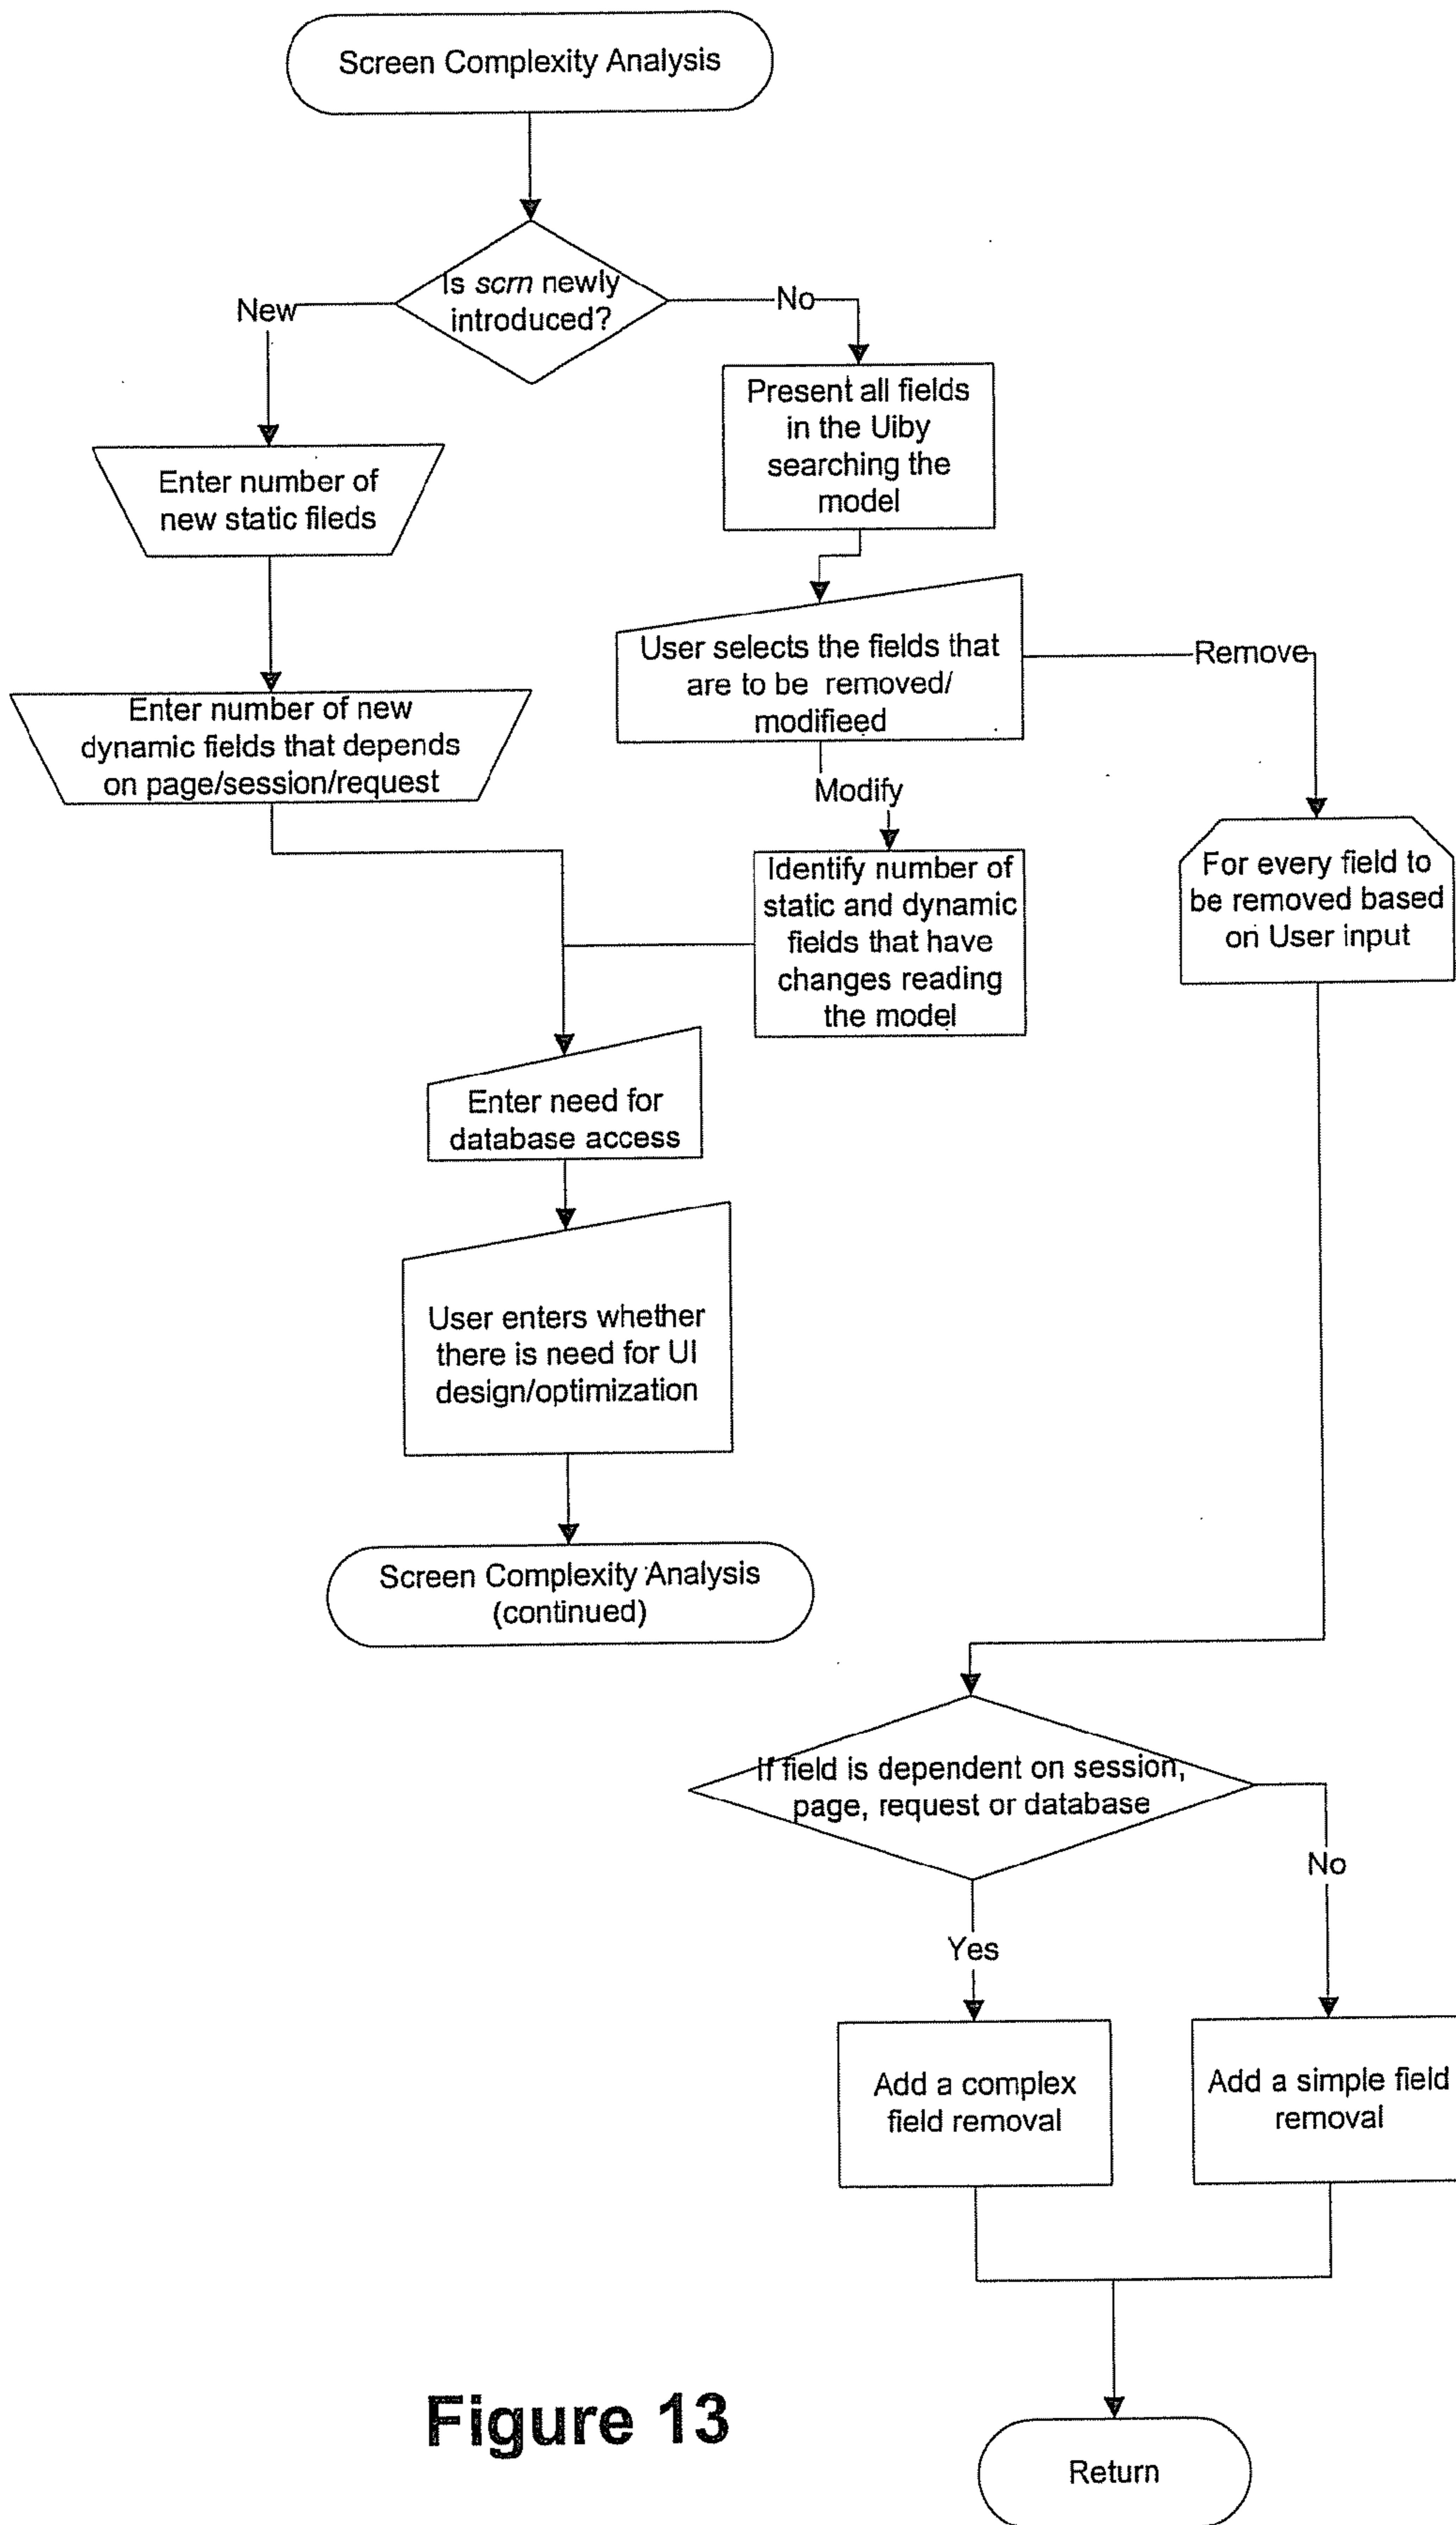 Screen Complexity Analysis
Is scrn newly
introduced?
New
No
Present all fields
in the Uiby
searching the
model
Enter number of
new static fileds
User selects the fields that
are to be removed/
modifieed
Remove
Enter number of new
dynamic fields that depends
on page/session/request
Modify
For every field to
be removed based
on User input
Identify number of
static and dynamic
fields that have
changes reading
the model
Enter need for
database access
User enters whether
there is need for UI
design/optimization
Screen Complexity Analysis
(continued)
If field is dependent on session,
page, request or database
No
Yes
Add a complex
field removal
Add a simple field
removal
Return
Figure 13